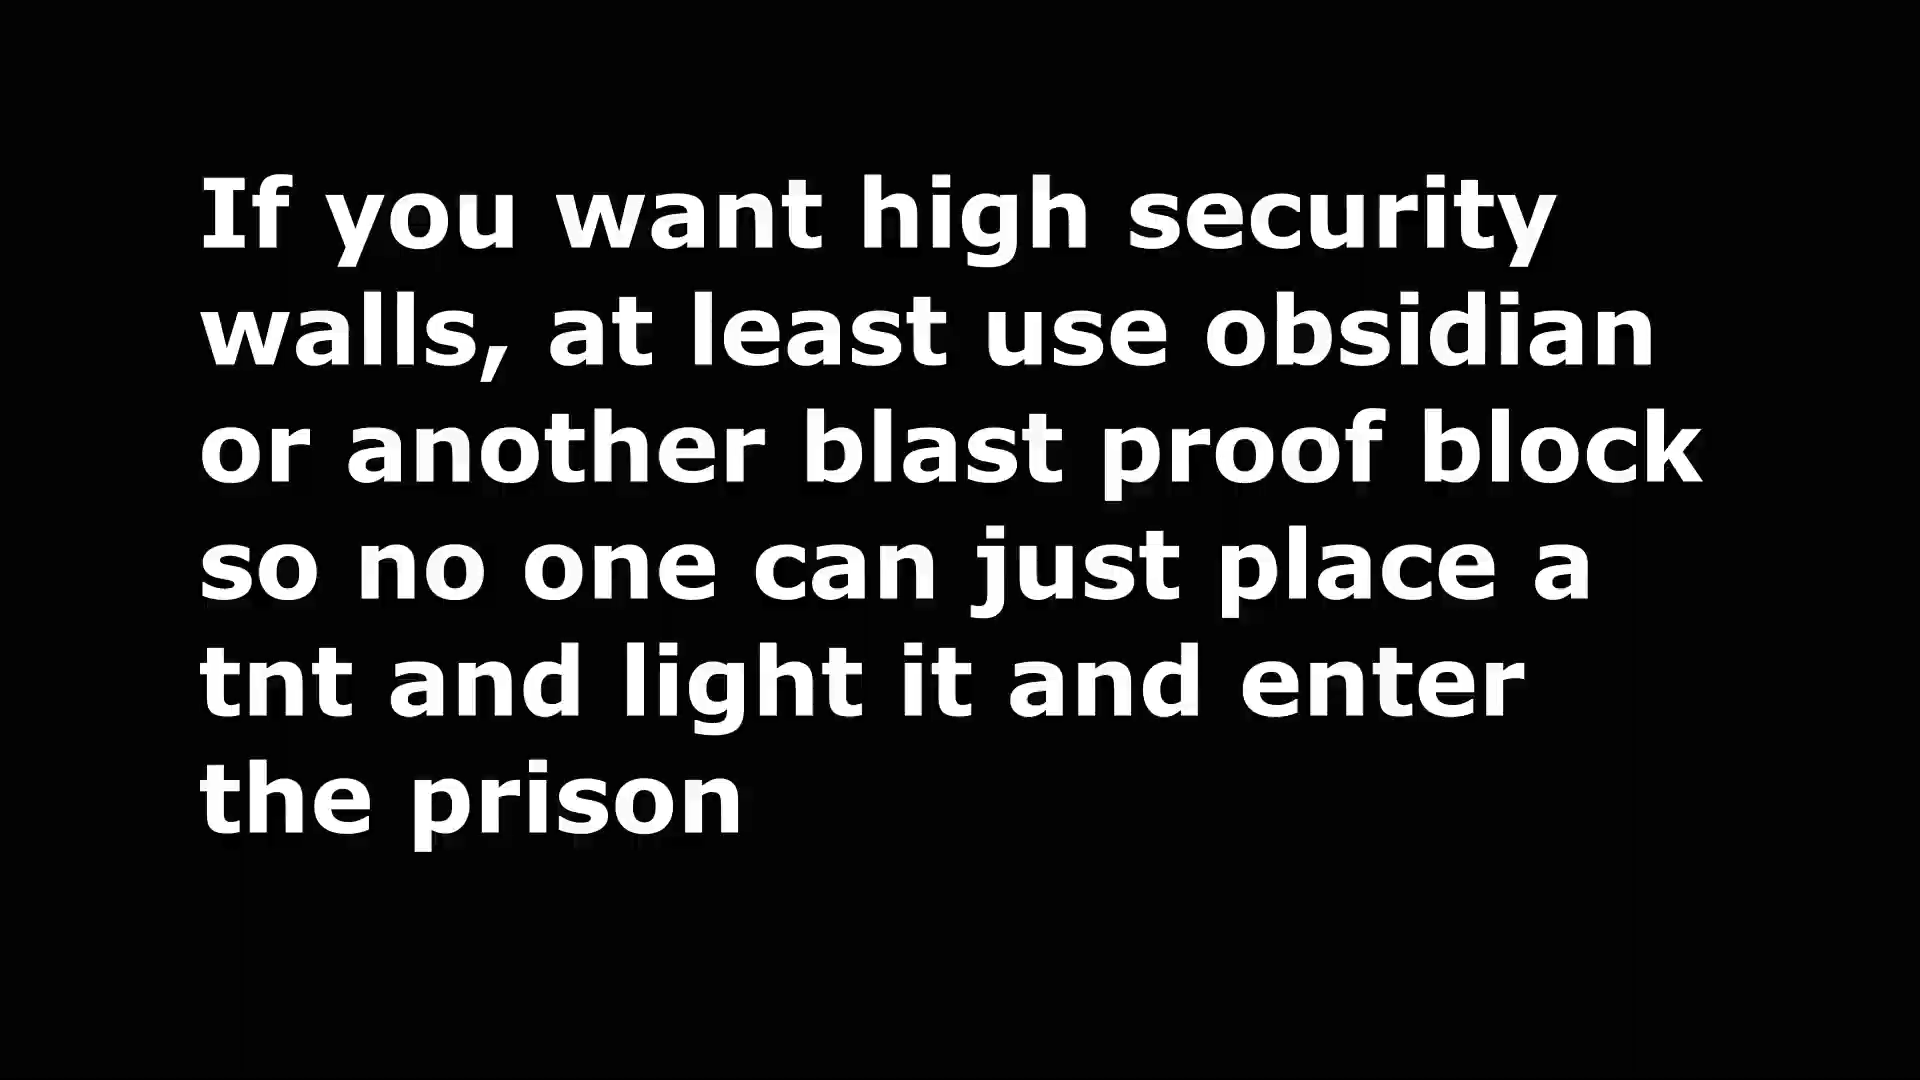 If you want high security
walls, at least use obsidian
or another blast proof block
so no one can just place a
tnt and light it and enter
the prison